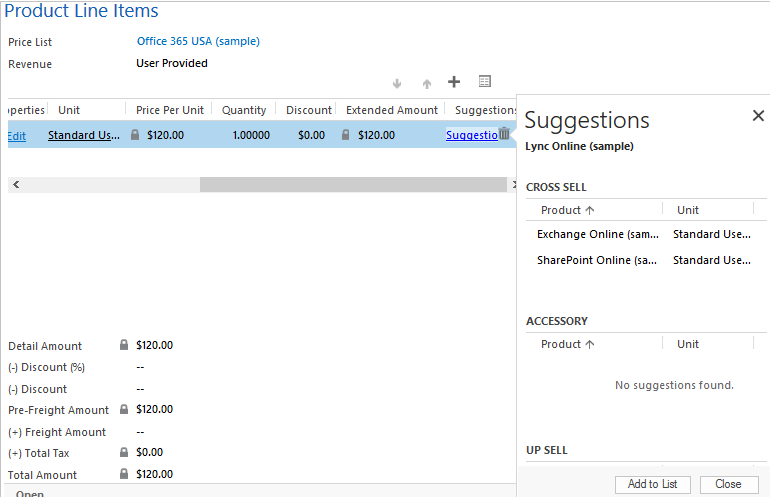 Product Line Items
Price List Office 365 USA (sample)
Revenue User Provided
operties Unit Price Per Unit Quantity Discount Extended Amount Suggestions
Edit Standard Us... $120.00 1.00000 $0.00 $120.00 Suggestio
Detail Amount $120.00
(-) Discount (%) --
(-) Discount --
Pre-Freight Amount $120.00
(+) Freight Amount --
(+) Total Tax $0.00
Total Amount $120.00
Open
Suggestions
Lync Online (sample)
CROSS SELL
Product Unit
Exchange Online (sam... Standard Use...
SharePoint Online (sa... Standard Use...
ACCESSORY
Product Unit
No suggestions found.
UP SELL
Add to List Close